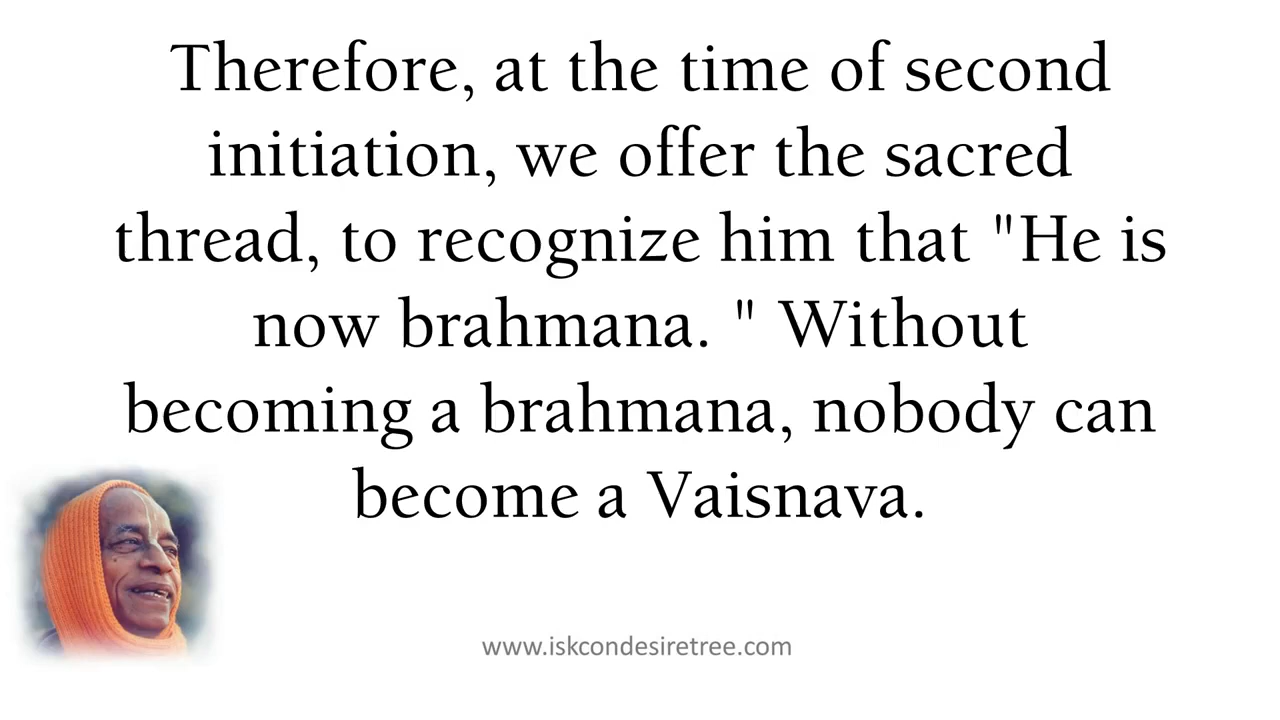 Therefore, at the time of second
initiation, we offer the sacred
thread, to recognize him that "He is
now brahmana. " Without
becoming a brahmana, nobody can
become a Vaisnava.
www.iskcondesiretree.com